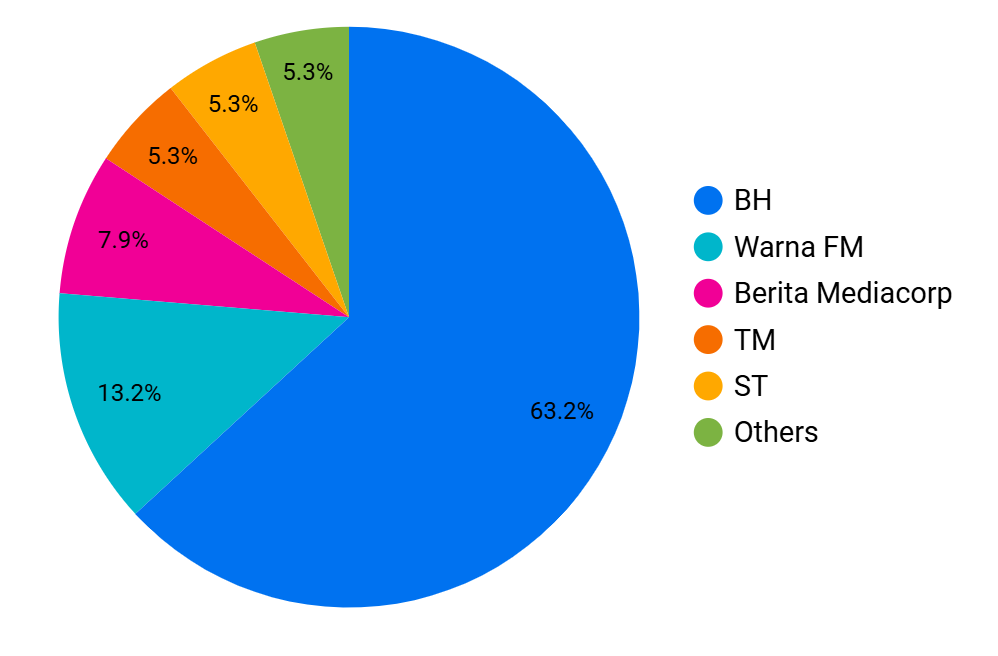 5.3%
5.3%
5.3%
7.9%
13.2%
63.2%
BH
Warna FM
Berita Mediacorp
TM
ST
Others